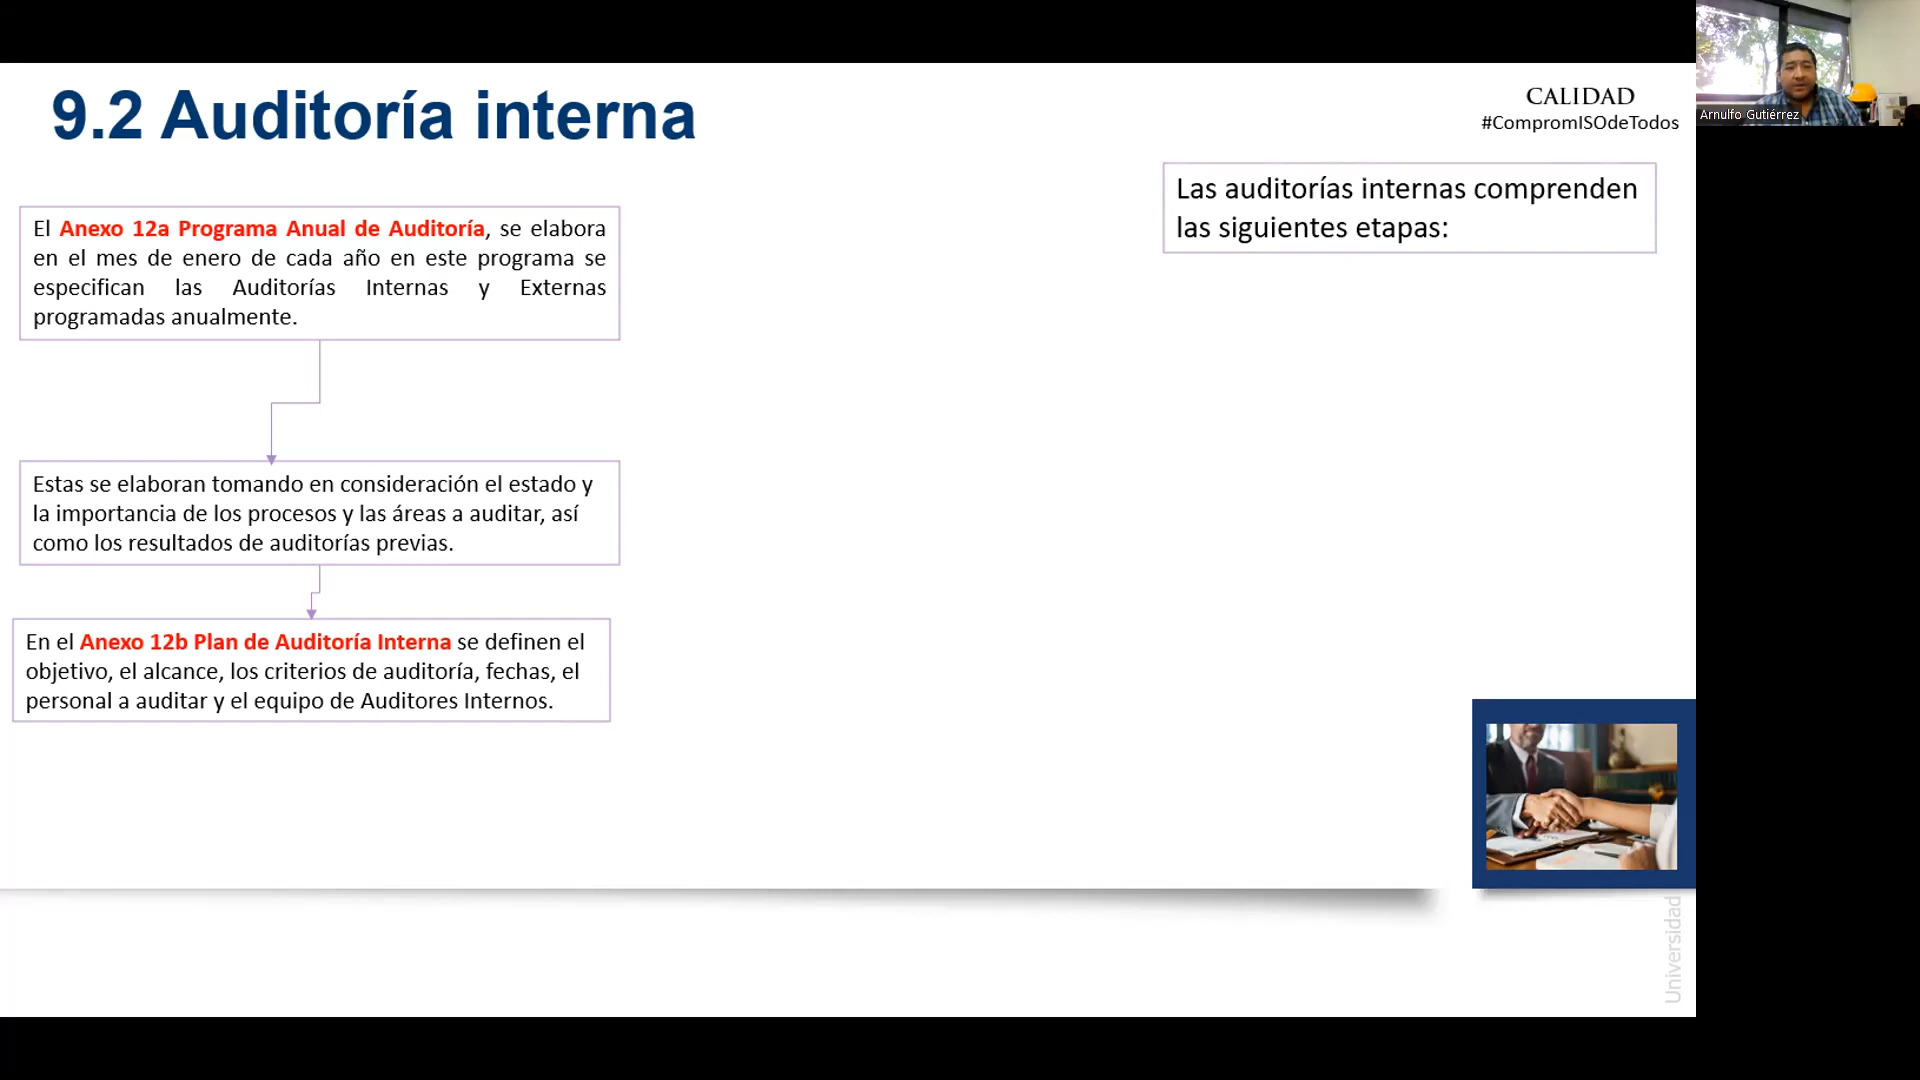 9.2 Auditoría interna
CALIDAD
#CompromISOdeTodos
Arnulfo Gutiérrez
El Anexo 12a Programa Anual de Auditoría, se elabora
en el mes de enero de cada año en este programa se
especifican las Auditorías Internas y Externas
programadas anualmente.
Las auditorías internas comprenden
las siguientes etapas:
Estas se elaboran tomando en consideración el estado y
la importancia de los procesos y las áreas a auditar, así
como los resultados de auditorías previas.
En el Anexo 12b Plan de Auditoría Interna se definen el
objetivo, el alcance, los criterios de auditoría, fechas, el
personal a auditar y el equipo de Auditores Internos.
Universidad